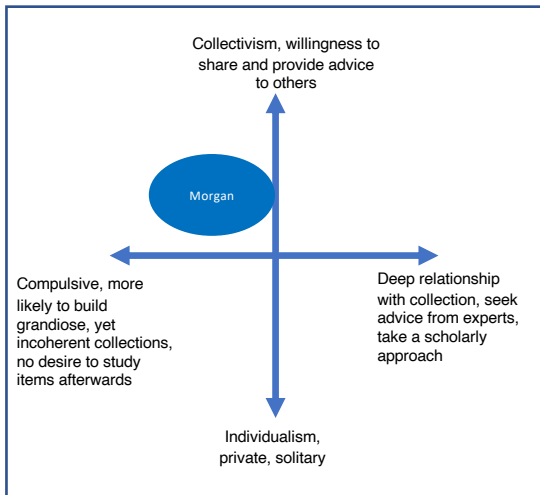 Collectivism, willingness to
share and provide advice
to others
Morgan
Compulsive, more
likely to build
grandiose, yet
incoherent collections,
no desire to study
items afterwards
Deep relationship
with collection, seek
advice from experts,
take a scholarly
approach
Individualism,
private, solitary